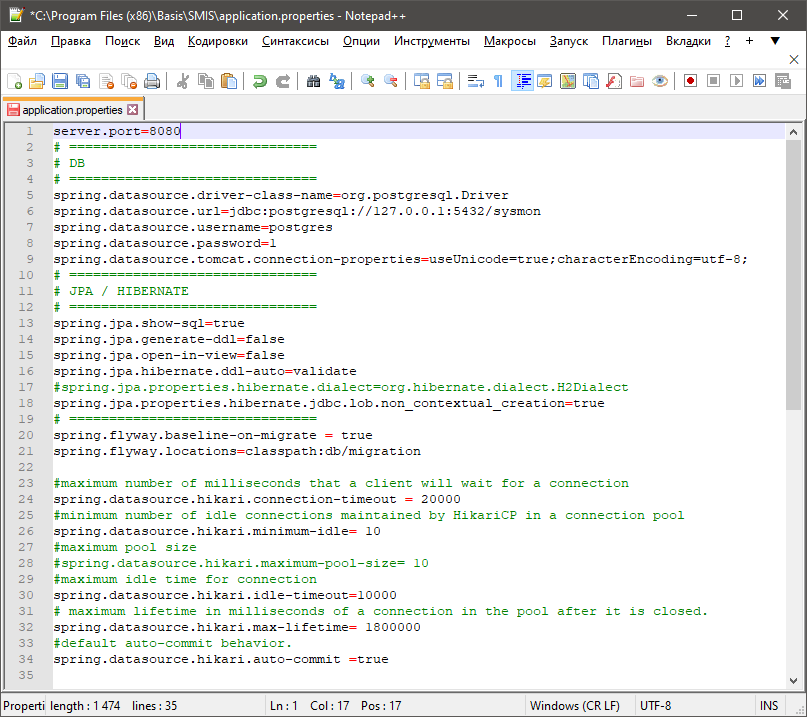 *C:\Program Files (x86)\Basis\SMIS\application.properties - Notepad++
Файл Правка Поиск Вид Кодировки Синтаксисы Опции Инструменты Макросы Запуск Плагины Вкладки ? + ▼
X
application.properties
1 server.port=8080
2 # ===============================
3 # DB
4 # ===============================
5 spring.datasource.driver-class-name=org.postgresql.Driver
6 spring.datasource.url=jdbc:postgresql://127.0.0.1:5432/sysmon
7 spring.datasource.username=postgres
8 spring.datasource.password=1
9 spring.datasource.tomcat.connection-properties=useUnicode=true;characterEncoding=utf-8;
10 # ===============================
11 # JPA / HIBERNATE
12 # ===============================
13 spring.jpa.show-sql=true
14 spring.jpa.generate-ddl=false
15 spring.jpa.open-in-view=false
16 spring.jpa.hibernate.ddl-auto=validate
17 #spring.jpa.properties.hibernate.dialect=org.hibernate.dialect.H2Dialect
18 spring.jpa.properties.hibernate.jdbc.lob.non_contextual_creation=true
19 # ===============================
20 spring.flyway.baseline-on-migrate = true
21 spring.flyway.locations=classpath:db/migration
22
23 #maximum number of milliseconds that a client will wait for a connection
24 spring.datasource.hikari.connection-timeout = 20000
25 #minimum number of idle connections maintained by HikariCP in a connection pool
26 spring.datasource.hikari.minimum-idle= 10
27 #maximum pool size
28 #spring.datasource.hikari.maximum-pool-size= 10
29 #maximum idle time for connection
30 spring.datasource.hikari.idle-timeout=10000
31 # maximum lifetime in milliseconds of a connection in the pool after it is closed.
32 spring.datasource.hikari.max-lifetime= 1800000
33 #default auto-commit behavior.
34 spring.datasource.hikari.auto-commit =true
35
Properti length : 1 474 lines : 35 Ln : 1 Col : 17 Pos : 17 Windows (CR LF) UTF-8 INS